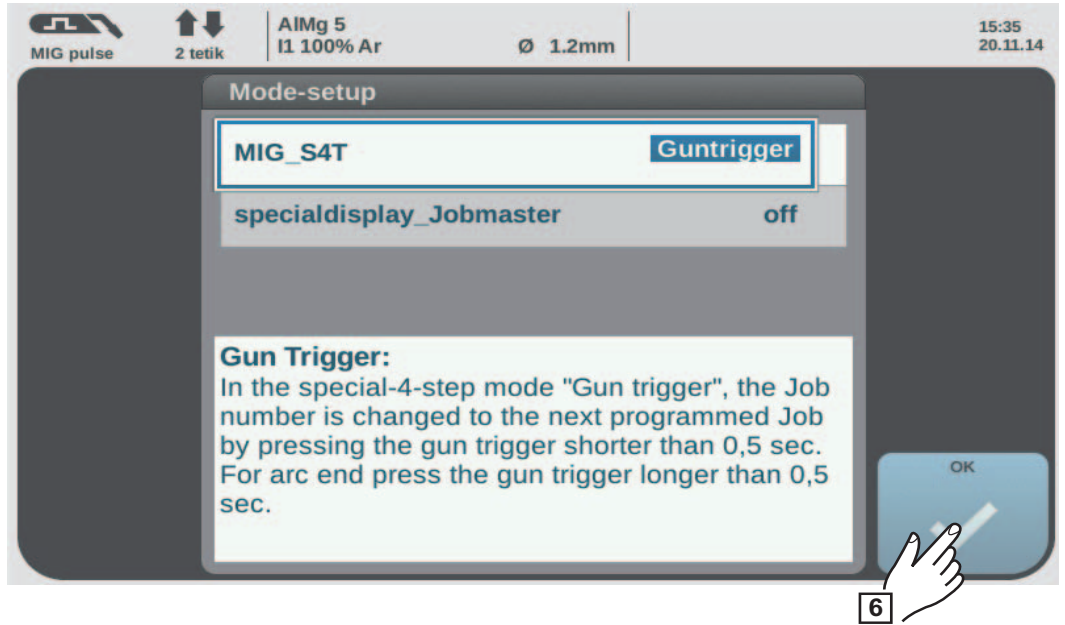 MIG pulse
2 tetik
AlMg 5
I1 100% Ar
Ø 1.2mm
15:35
20.11.14
Mode-setup
MIG_S4T
Guntrigger
specialdisplay_Jobmaster
off
Gun Trigger:
In the special-4-step mode "Gun trigger", the Job
number is changed to the next programmed Job
by pressing the gun trigger shorter than 0,5 sec.
For arc end press the gun trigger longer than 0,5
sec.
OK
6